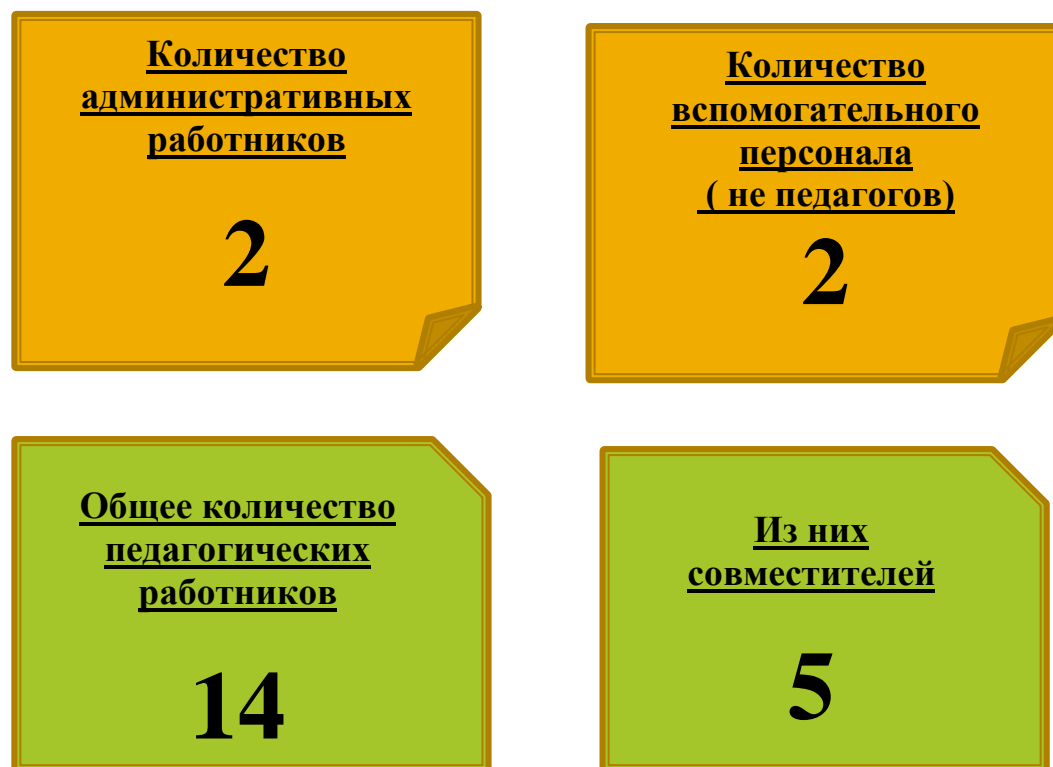 Количество
административных
работников
2
Количество
вспомогательного
персонала
( не педагогов)
2
Общее количество
педагогических
работников
14
Из них
совместителей
5